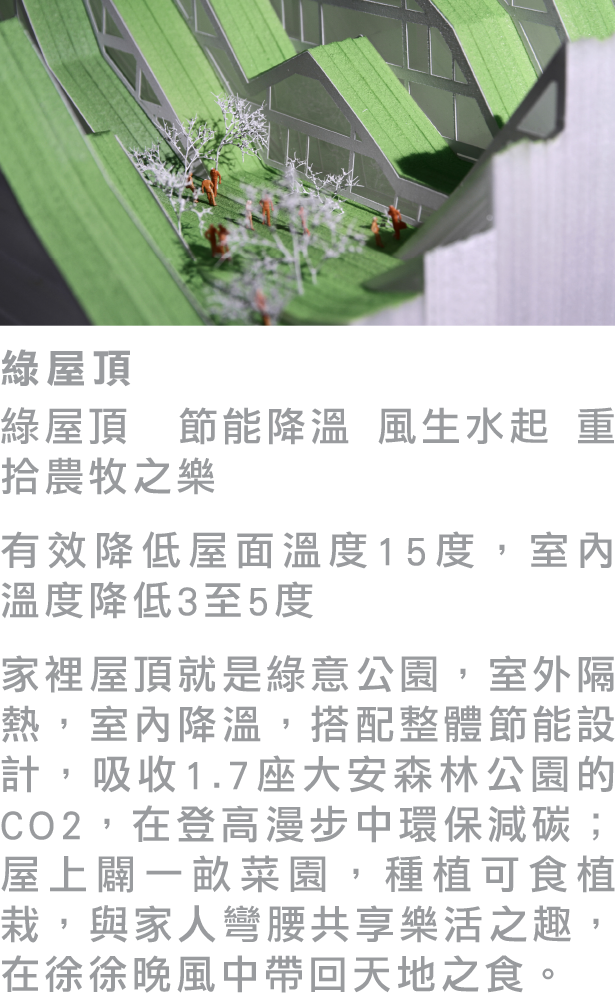 綠屋頂
綠屋頂　節能降溫 風生水起 重
拾農牧之樂
有效降低屋面溫度15度，室內
溫度降低3至5度
家裡屋頂就是綠意公園，室外隔
熱，室內降溫，搭配整體節能設
計，吸收1.7座大安森林公園的
CO2，在登高漫步中環保減碳；
屋上闢一畝菜園，種植可食植
栽，與家人彎腰共享樂活之趣，
在徐徐晚風中帶回天地之食。